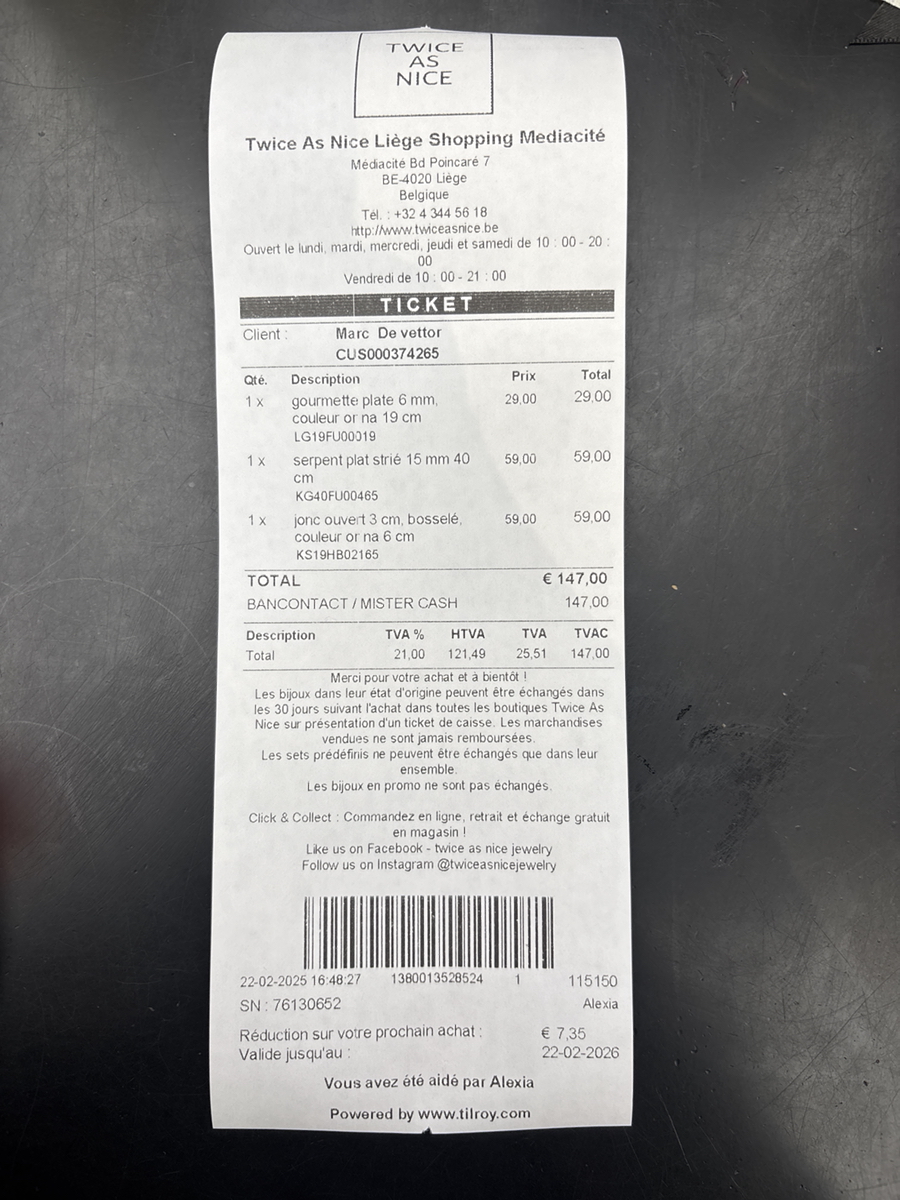 TWICE
AS
NICE
Twice As Nice Liège Shopping Mediacité
Médiacité Bd Poincaré 7
BE-4020 Liège
Belgique
Tél. : +32 4 344 56 18
http://www.twiceasnice.be
Ouvert le lundi, mardi, mercredi, jeudi et samedi de 10 : 00 - 20 :
00
Vendredi de 10 : 00 - 21 : 00
TICKET
Client : Marc De vettor
CUS000374265
Qté. Description Prix Total
1 x gourmette plate 6 mm, 29,00 29,00
couleur or na 19 cm
LG19FU00019
1 x serpent plat strié 15 mm 40 59,00 59,00
cm
KG40FU00465
1 x jonc ouvert 3 cm, bosselé, 59,00 59,00
couleur or na 6 cm
KS19HB02165
TOTAL € 147,00
BANCONTACT / MISTER CASH 147,00
Description TVA % HTVA TVA TVAC
Total 21,00 121,49 25,51 147,00
Merci pour votre achat et à bientôt !
Les bijoux dans leur état d'origine peuvent être échangés dans
les 30 jours suivant l'achat dans toutes les boutiques Twice As
Nice sur présentation d'un ticket de caisse. Les marchandises
vendues ne sont jamais remboursées.
Les sets prédéfinis ne peuvent être échangés que dans leur
ensemble.
Les bijoux en promo ne sont pas échangés.
Click & Collect : Commandez en ligne, retrait et échange gratuit
en magasin !
Like us on Facebook - twice as nice jewelry
Follow us on Instagram @twiceasnicejewelry
22-02-2025 16:48:27 1380013528524 1 115150
SN : 76130652 Alexia
Réduction sur votre prochain achat : € 7,35
Valide jusqu'au : 22-02-2026
Vous avez été aidé par Alexia
Powered by www.tilroy.com